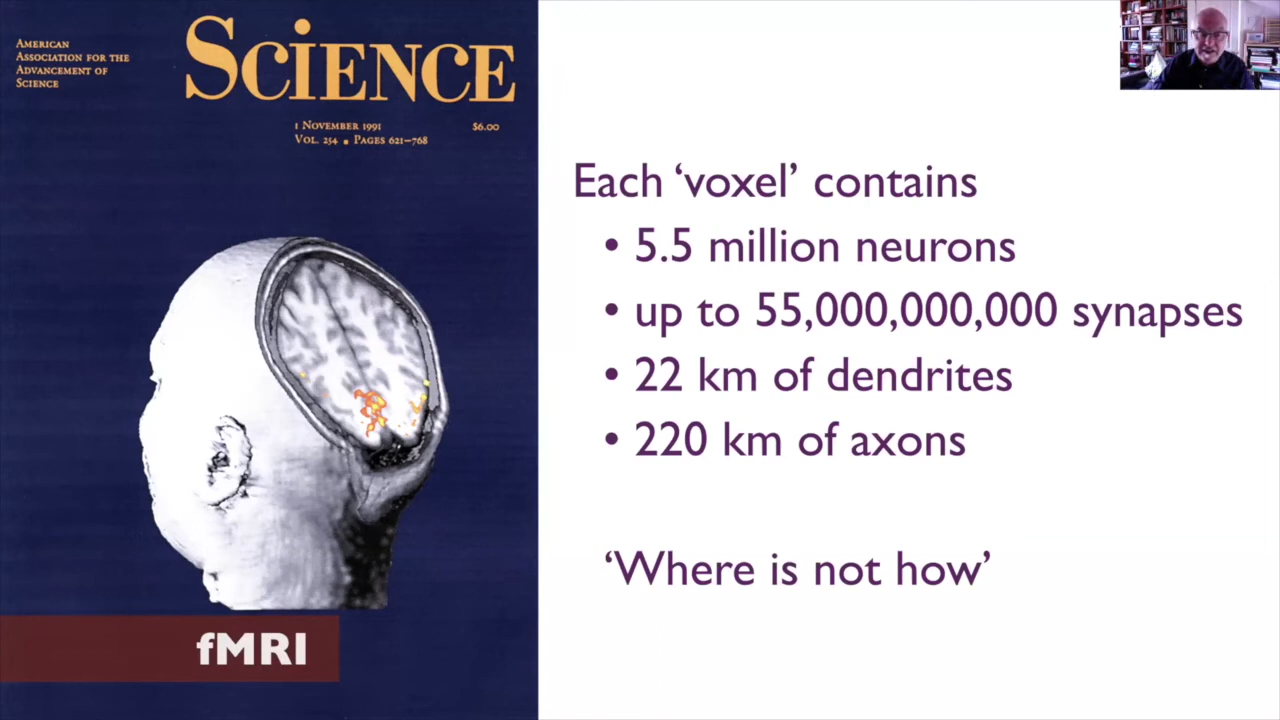 AMERICAN
ASSOCIATION FOR THE
ADVANCEMENT OF
SCIENCE
SCIENCE
1 NOVEMBER 1991 $6.00
VOL. 254 ■ PAGES 621–768
Each ‘voxel’ contains
• 5.5 million neurons
• up to 55,000,000,000 synapses
• 22 km of dendrites
• 220 km of axons
‘Where is not how’
fMRI